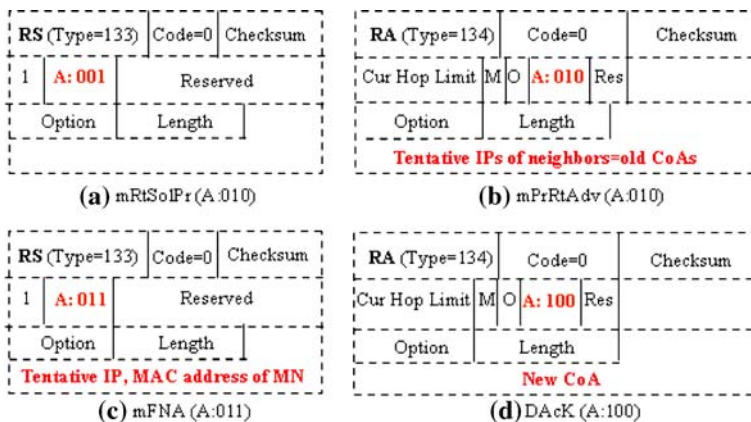 RS (Type=133) Code=0 Checksum
1 A: 001 Reserved
Option Length
(a) mRtSolPr (A:010)
RA (Type=134) Code=0 Checksum
Cur Hop Limit M O A: 010 Res
Option Length
Tentative IPs of neighbors=old CoAs
(b) mPrRtAdv (A:010)
RS (Type=133) Code=0 Checksum
1 A: 011 Reserved
Option Length
Tentative IP, MAC address of MN
(c) mFNA (A:011)
RA (Type=134) Code=0 Checksum
Cur Hop Limit M O A: 100 Res
Option Length
New CoA
(d) DAcK (A:100)